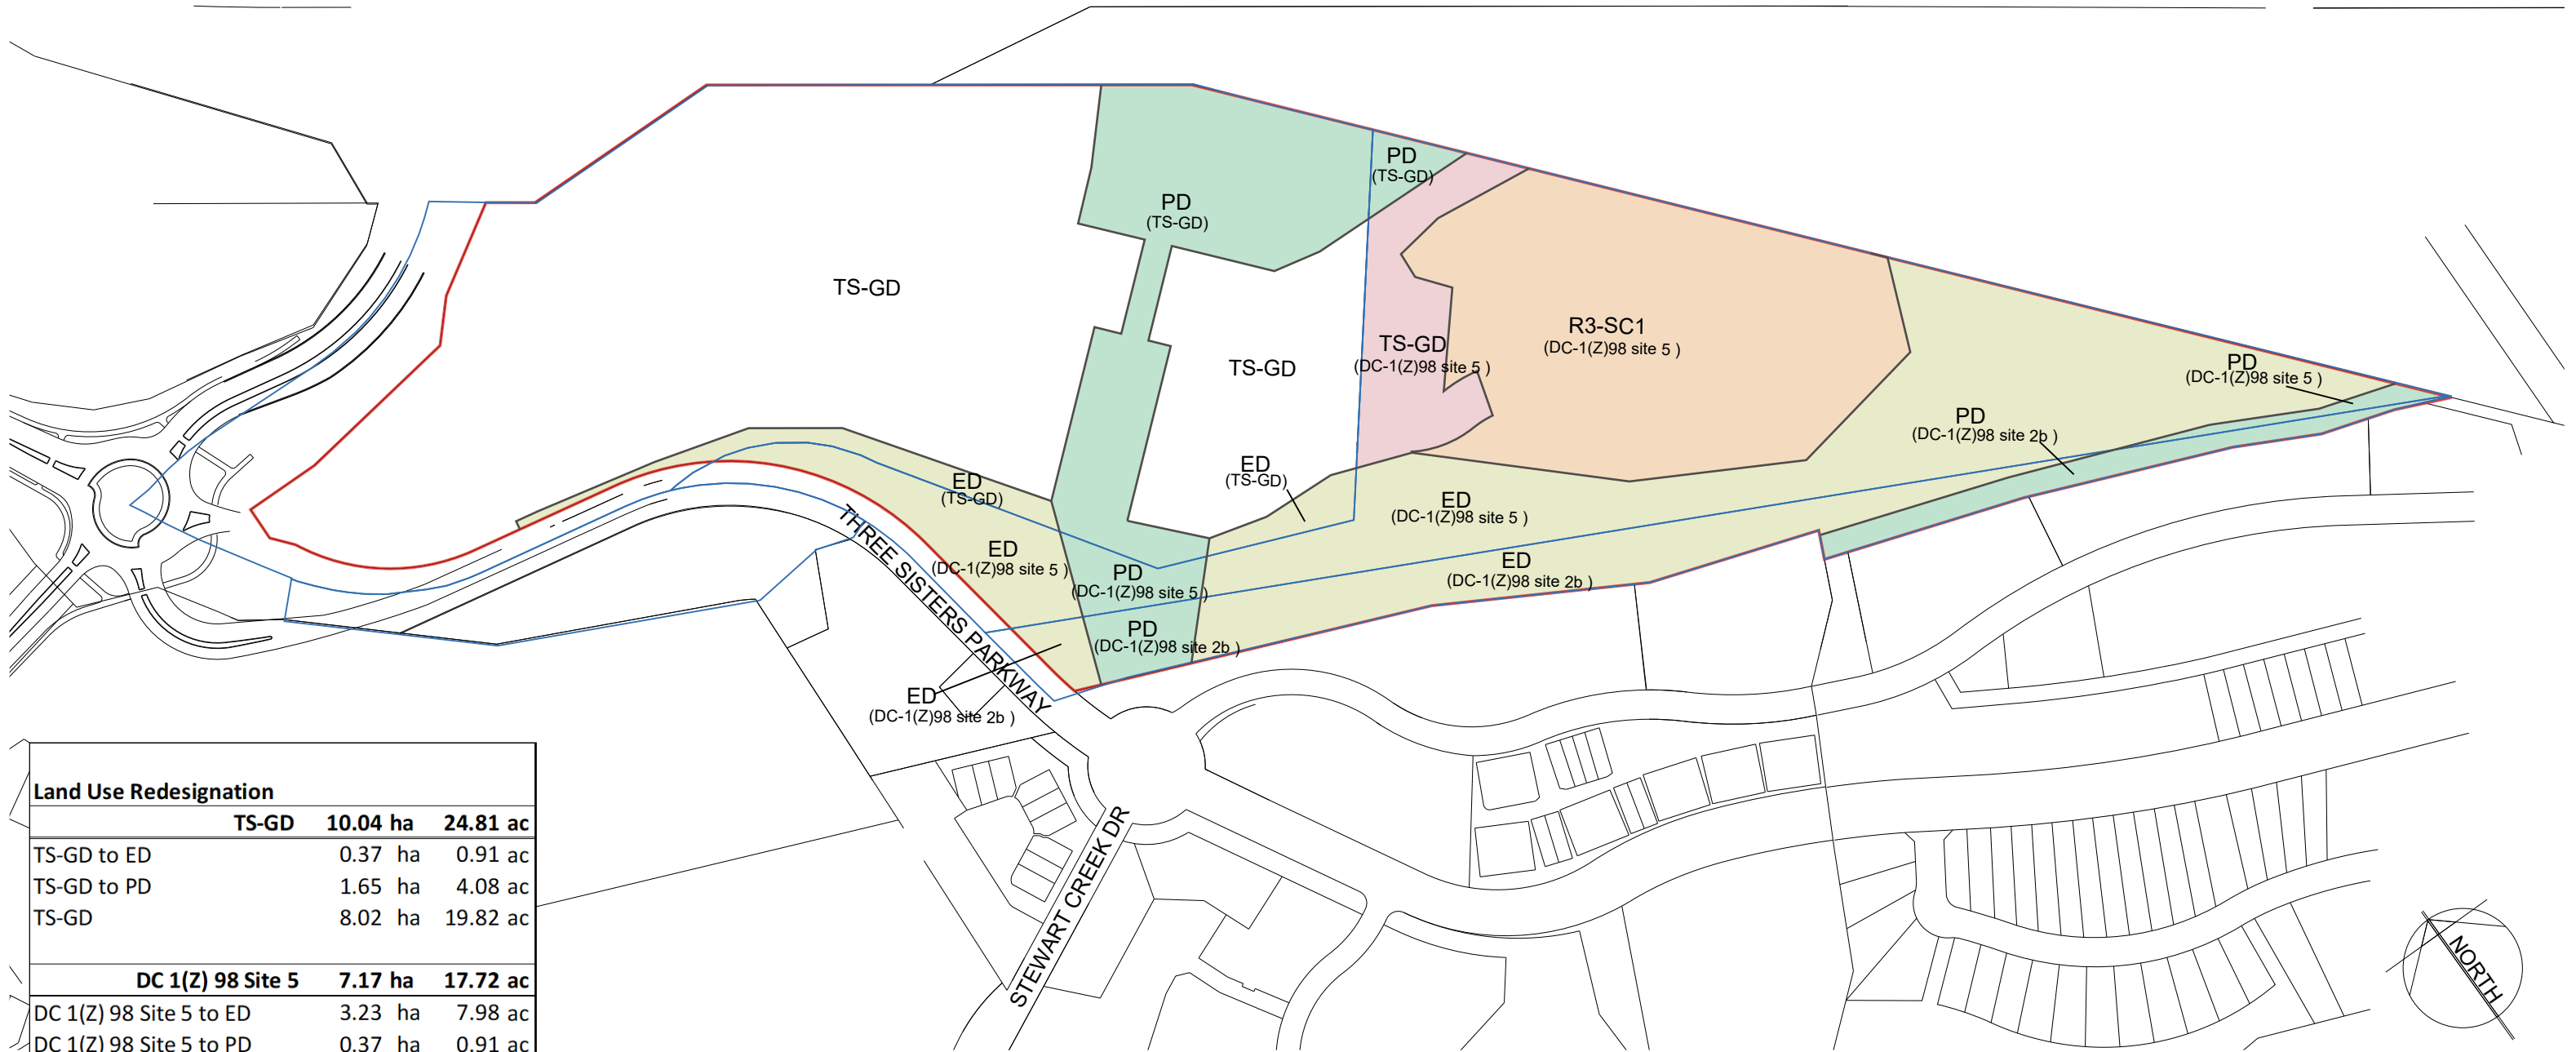 PD
(TS-GD)
PD
(TS-GD)
TS-GD
R3-SC1
(DC-1(Z)98 site 5 )
TS-GD
(DC-1(Z)98 site 5 )
TS-GD
PD
(DC-1(Z)98 site 5 )
PD
(DC-1(Z)98 site 2b )
ED
(TS-GD)
ED
(TS-GD)
ED
(DC-1(Z)98 site 5 )
ED
(DC-1(Z)98 site 5 )
ED
(DC-1(Z)98 site 2b )
PD
(DC-1(Z)98 site 5 )
PD
(DC-1(Z)98 site 2b )
ED
(DC-1(Z)98 site 2b )
THREE SISTERS PARKWAY
STEWART CREEK DR
NORTH
Land Use Redesignation
TS-GD 10.04 ha 24.81 ac
TS-GD to ED 0.37 ha 0.91 ac
TS-GD to PD 1.65 ha 4.08 ac
TS-GD 8.02 ha 19.82 ac
DC 1(Z) 98 Site 5 7.17 ha 17.72 ac
DC 1(Z) 98 Site 5 to ED 3.23 ha 7.98 ac
DC 1(Z) 98 Site 5 to PD 0.37 ha 0.91 ac